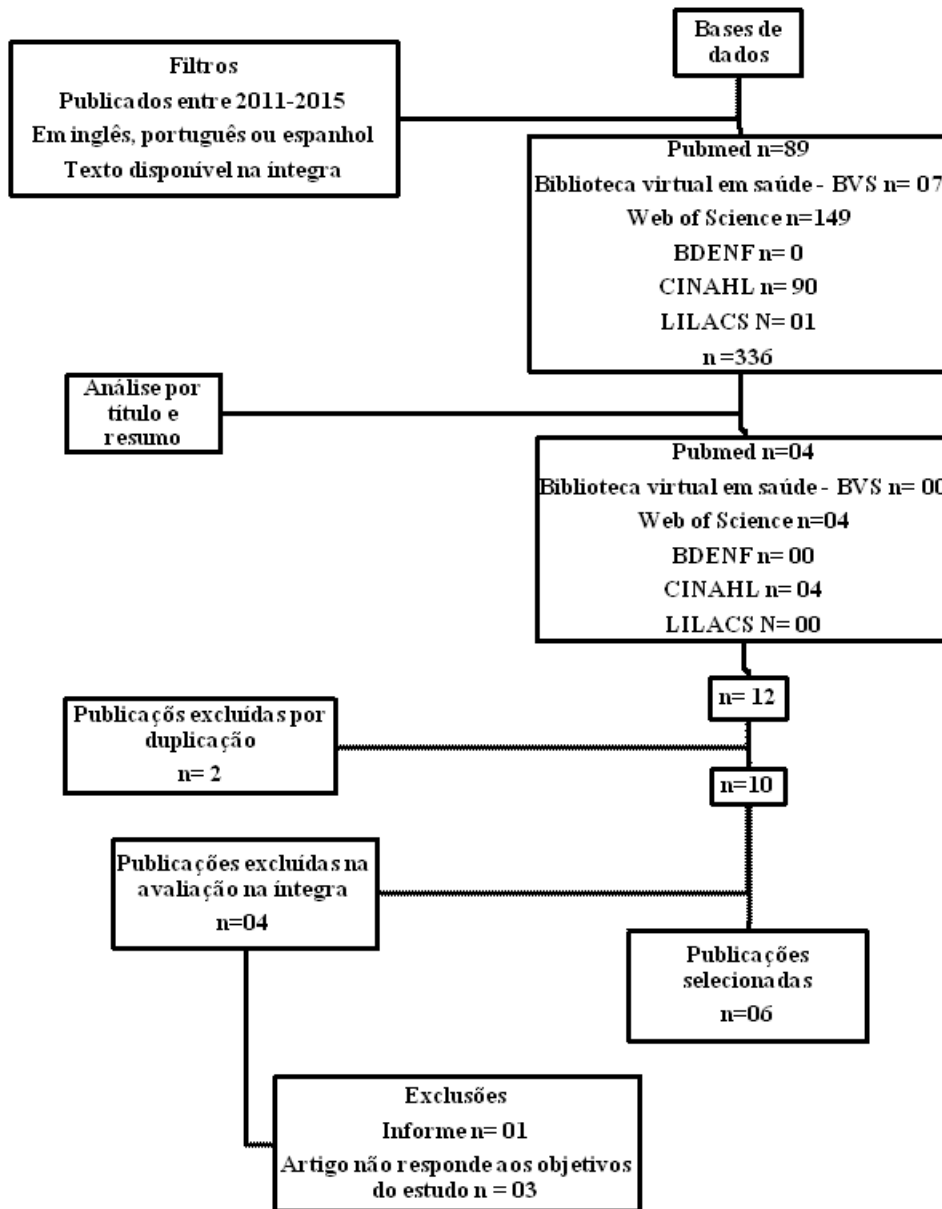 Bases de
dados
Filtros
Publicados entre 2011-2015
Em inglês, português ou espanhol
Texto disponível na íntegra
Pubmed n=89
Biblioteca virtual em saúde - BVS n= 07
Web of Science n=149
BDENF n= 0
CINAHL n= 90
LILACS N= 01
n =336
Análise por
título e
resumo
Pubmed n=04
Biblioteca virtual em saúde - BVS n= 00
Web of Science n=04
BDENF n= 00
CINAHL n= 04
LILACS N= 00
n= 12
Publicaçõs excluídas por
duplicação
n= 2
n=10
Publicações excluídas na
avaliação na íntegra
n=04
Publicações
selecionadas
n=06
Exclusões
Informe n= 01
Artigo não responde aos objetivos
do estudo n = 03